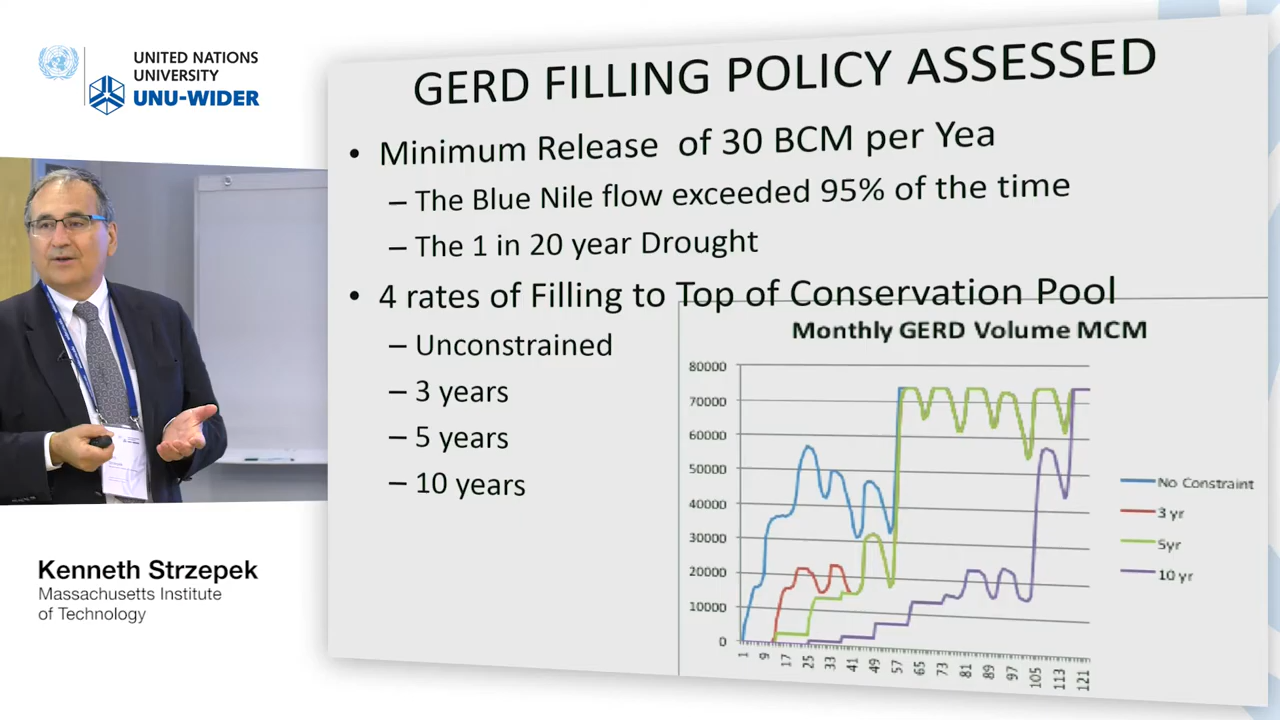 UNITED NATIONS
UNIVERSITY
UNU-WIDER
GERD FILLING POLICY ASSESSED
• Minimum Release of 30 BCM per Yea
– The Blue Nile flow exceeded 95% of the time
– The 1 in 20 year Drought
• 4 rates of Filling to Top of Conservation Pool
– Unconstrained
– 3 years
– 5 years
– 10 years
Monthly GERD Volume MCM
80000
70000
60000
50000
40000
30000
20000
10000
0
1 9 17 25 33 41 49 57 65 73 81 89 97 105 113 121
No Constraint
3 yr
5yr
10 yr
Kenneth Strzepek
Massachusetts Institute
of Technology